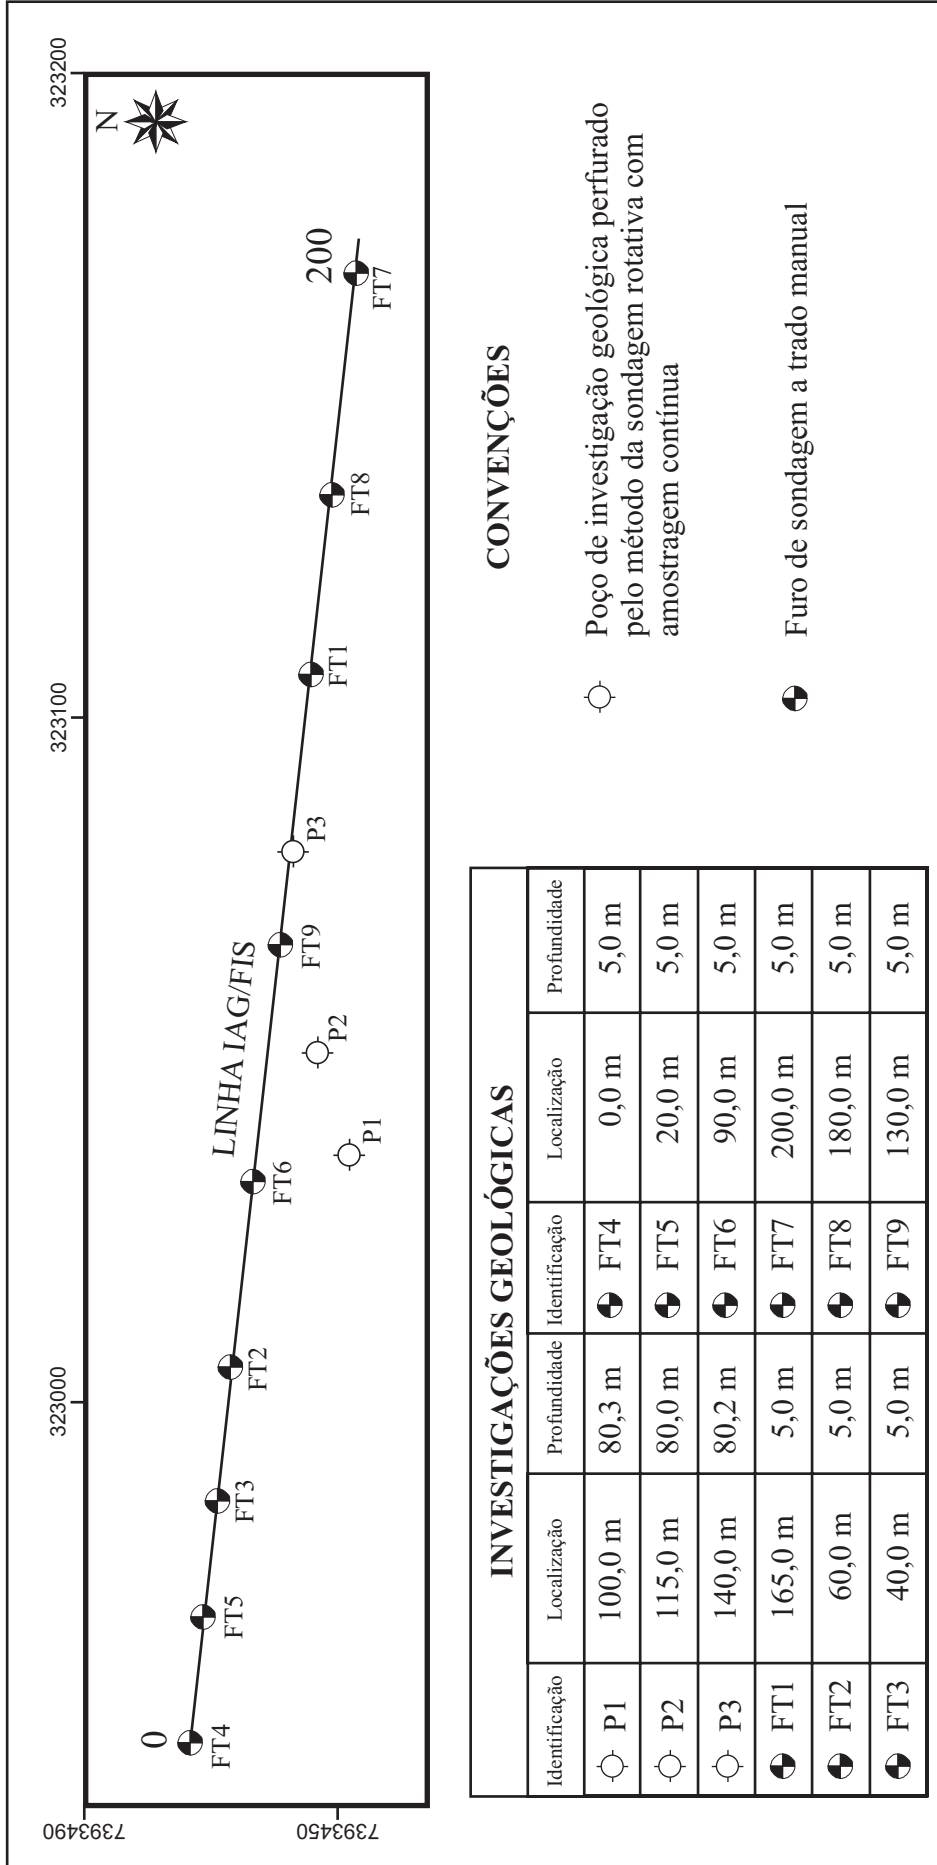 323000
323100
323200
7393490
7393450
N
0
200
LINHA IAG/FIS
FT4
FT5
FT3
FT2
FT6
P1
P2
FT9
P3
FT1
FT8
FT7
INVESTIGAÇÕES GEOLÓGICAS
Identificação Localização Profundidade Identificação Localização Profundidade
P1 100,0 m 80,3 m FT4 0,0 m 5,0 m
P2 115,0 m 80,0 m FT5 20,0 m 5,0 m
P3 140,0 m 80,2 m FT6 90,0 m 5,0 m
FT1 165,0 m 5,0 m FT7 200,0 m 5,0 m
FT2 60,0 m 5,0 m FT8 180,0 m 5,0 m
FT3 40,0 m 5,0 m FT9 130,0 m 5,0 m
CONVENÇÕES
Poço de investigação geológica perfurado
pelo método da sondagem rotativa com
amostragem contínua
Furo de sondagem a trado manual